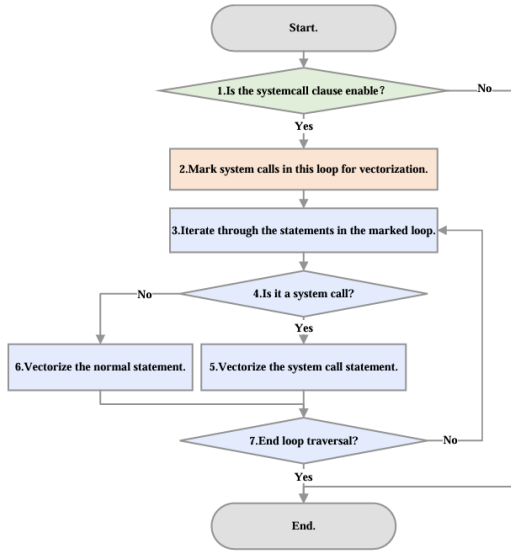 Start.
1.Is the systemcall clause enable?
No
Yes
2.Mark system calls in this loop for vectorization.
3.Iterate through the statements in the marked loop.
4.Is it a system call?
No
Yes
6.Vectorize the normal statement.
5.Vectorize the system call statement.
7.End loop traversal?
No
Yes
End.